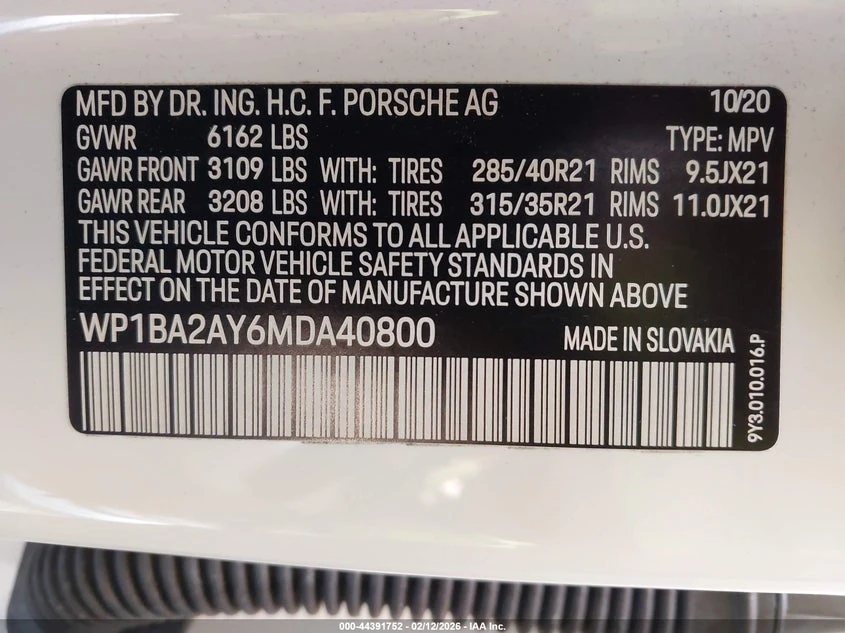 MFD BY DR. ING. H.C. F. PORSCHE AG 10/20
GVWR 6162 LBS TYPE: MPV
GAWR FRONT 3109 LBS WITH: TIRES 285/40R21 RIMS 9.5JX21
GAWR REAR 3208 LBS WITH: TIRES 315/35R21 RIMS 11.0JX21
THIS VEHICLE CONFORMS TO ALL APPLICABLE U.S.
FEDERAL MOTOR VEHICLE SAFETY STANDARDS IN
EFFECT ON THE DATE OF MANUFACTURE SHOWN ABOVE
WP1BA2AY6MDA40800 MADE IN SLOVAKIA
9Y3.010.016.P
000-44391752 - 02/12/2026 - IAA Inc.